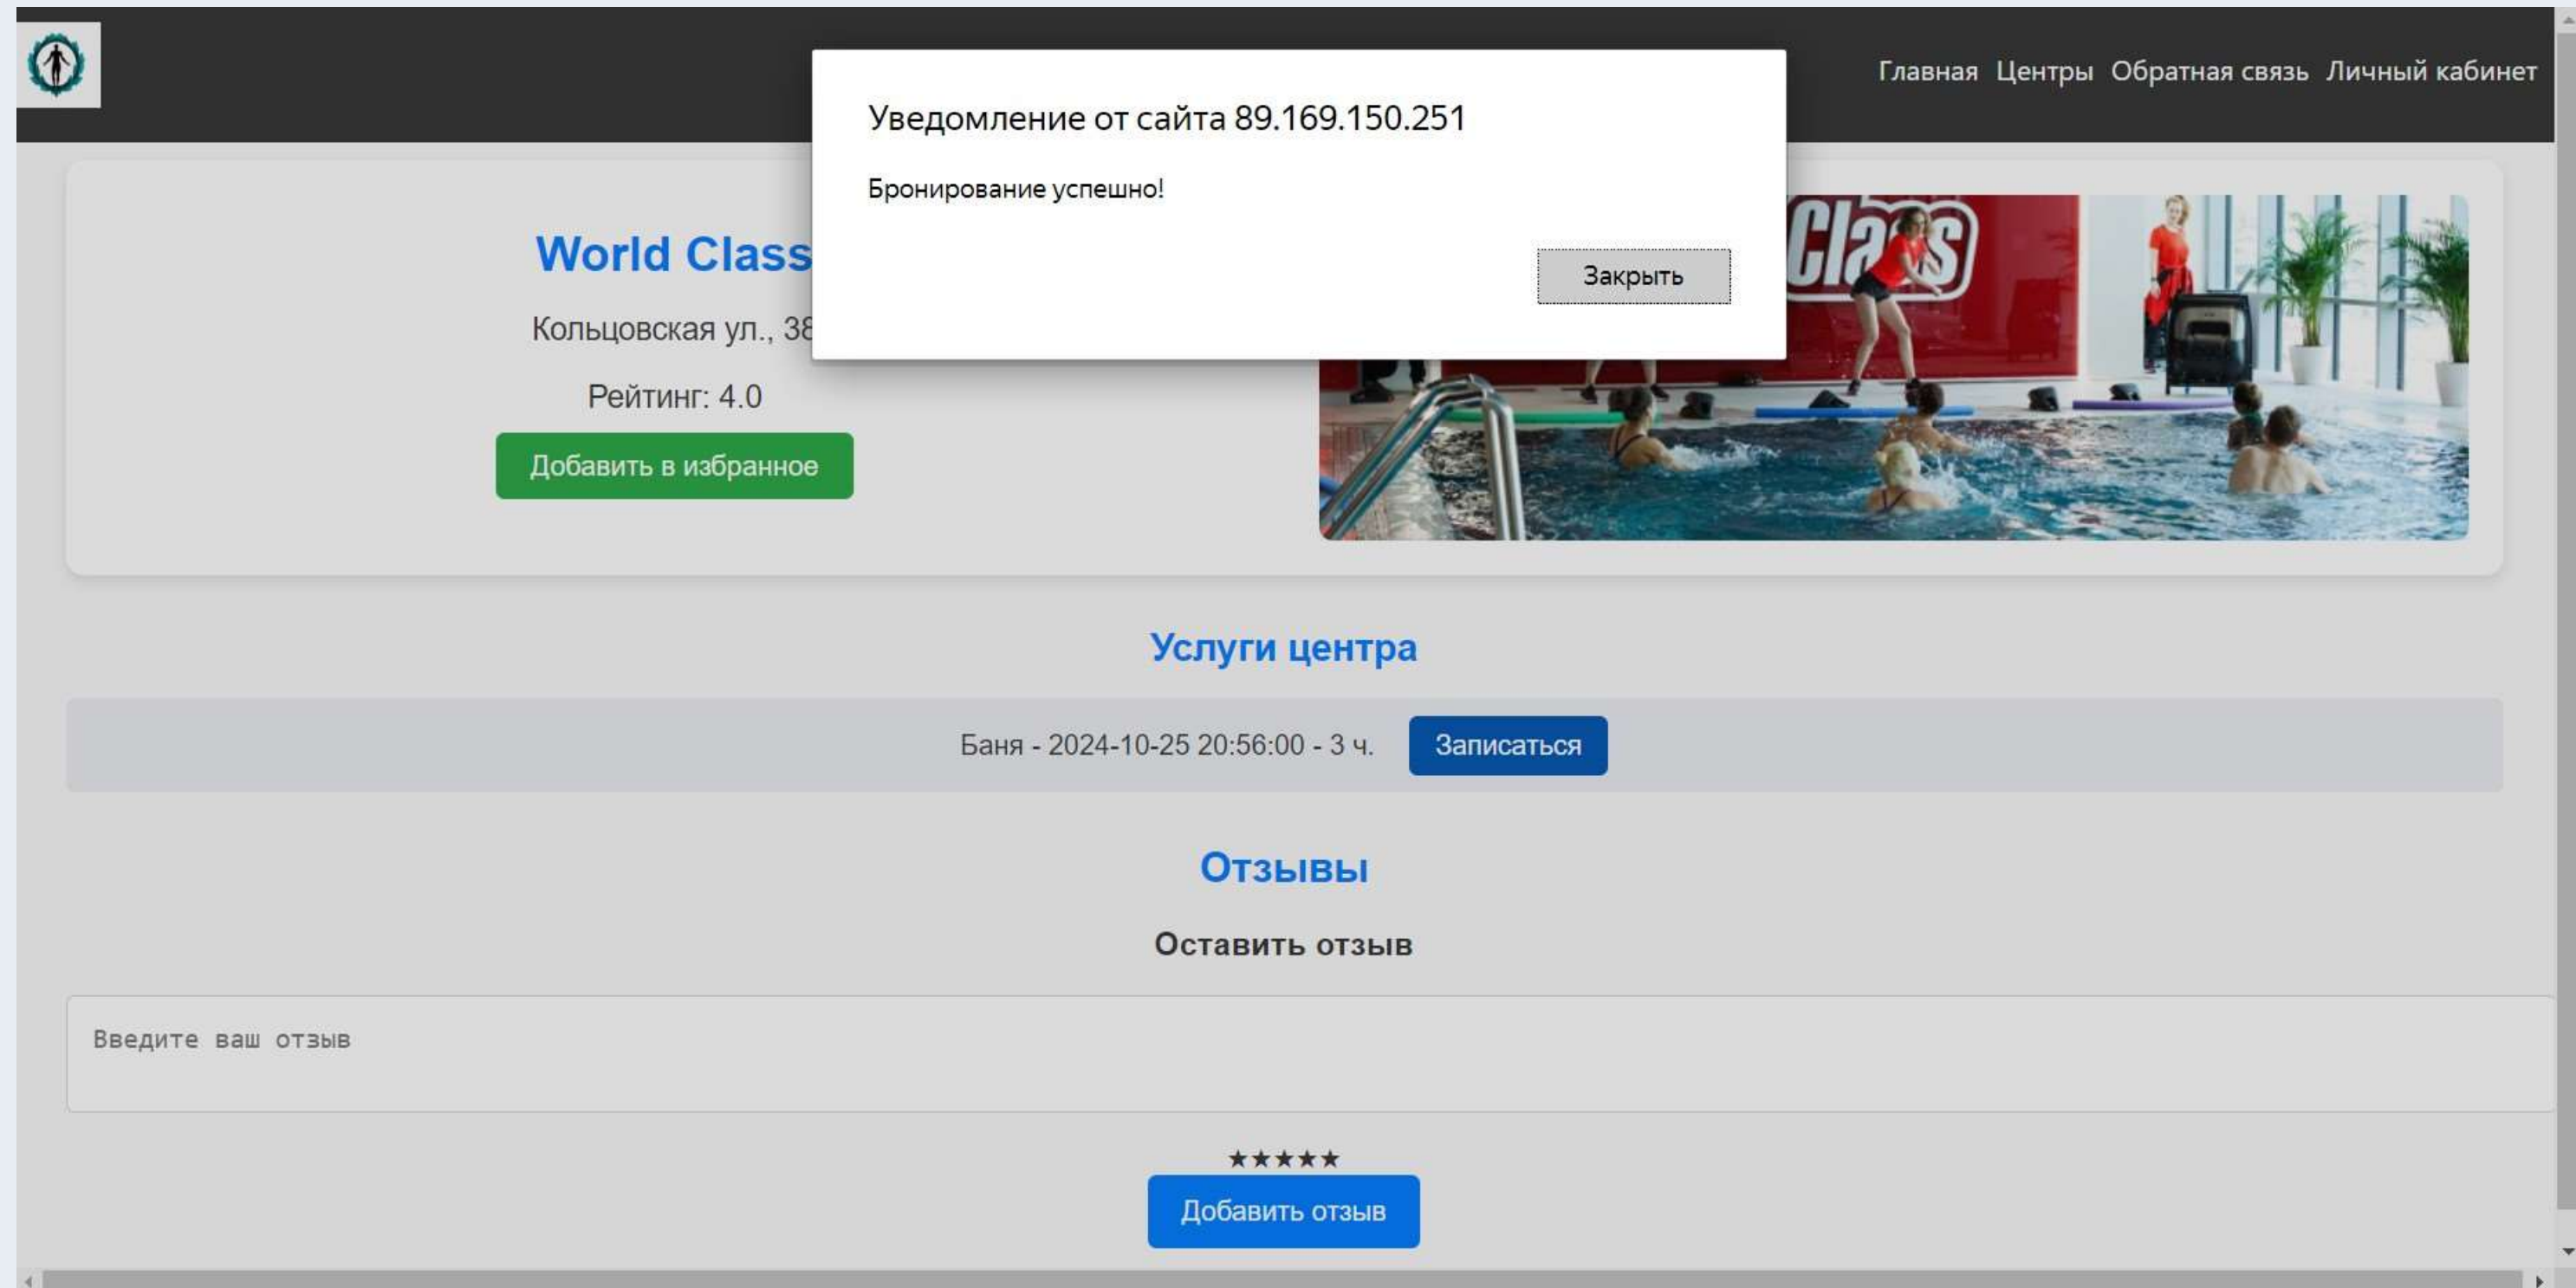 Главная Центры Обратная связь Личный кабинет
Уведомление от сайта 89.169.150.251
Бронирование успешно!
Закрыть
World Class
Кольцовская ул., 38
Рейтинг: 4.0
Добавить в избранное
Class
Услуги центра
Баня - 2024-10-25 20:56:00 - 3 ч. Записаться
Отзывы
Оставить отзыв
Введите ваш отзыв
★★★★★
Добавить отзыв